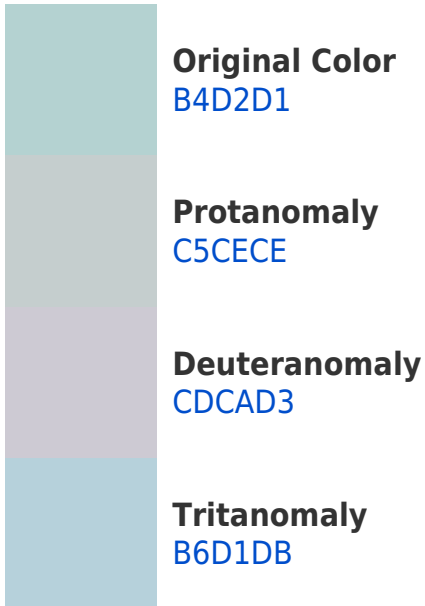 Original Color
B4D2D1
Protanomaly
C5CECE
Deuteranomaly
CDCAD3
Tritanomaly
B6D1DB